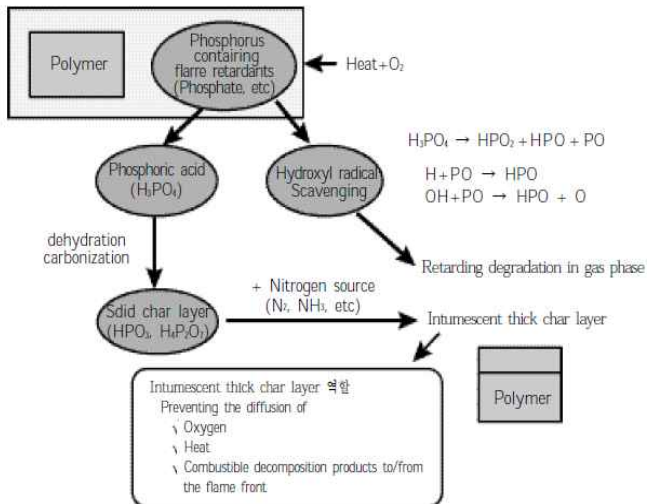 Polymer
Phosphorus
containing
flarre retardants
(Phosphate, etc)
Heat+O₂
Phosphoric acid
(H₃PO₄)
Hydroxyl radical
Scavenging
H₃PO₄ → HPO₂+HPO + PO
H+PO → HPO
OH+PO → HPO + O
dehydration
carbonization
Retarding degradation in gas phase
+ Nitrogen source
(N₂, NH₃, etc)
Sdid char layer
(HPO₃, H₄P₂O₇)
Intumescent thick char layer
Intumescent thick char layer 역할
Preventing the diffusion of
Oxygen
Heat
Combustible decomposition products to/from
the flame front
Polymer